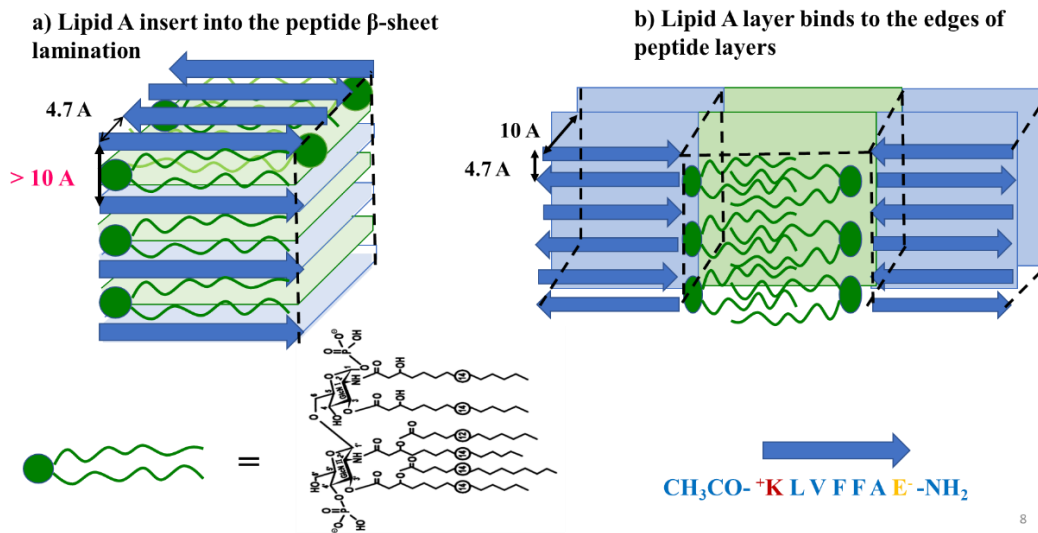 a) Lipid A insert into the peptide β-sheet
lamination
b) Lipid A layer binds to the edges of
peptide layers
4.7 A
> 10 A
10 A
4.7 A
=
CH₃CO- ⁺K L V F F A E⁻ -NH₂
8